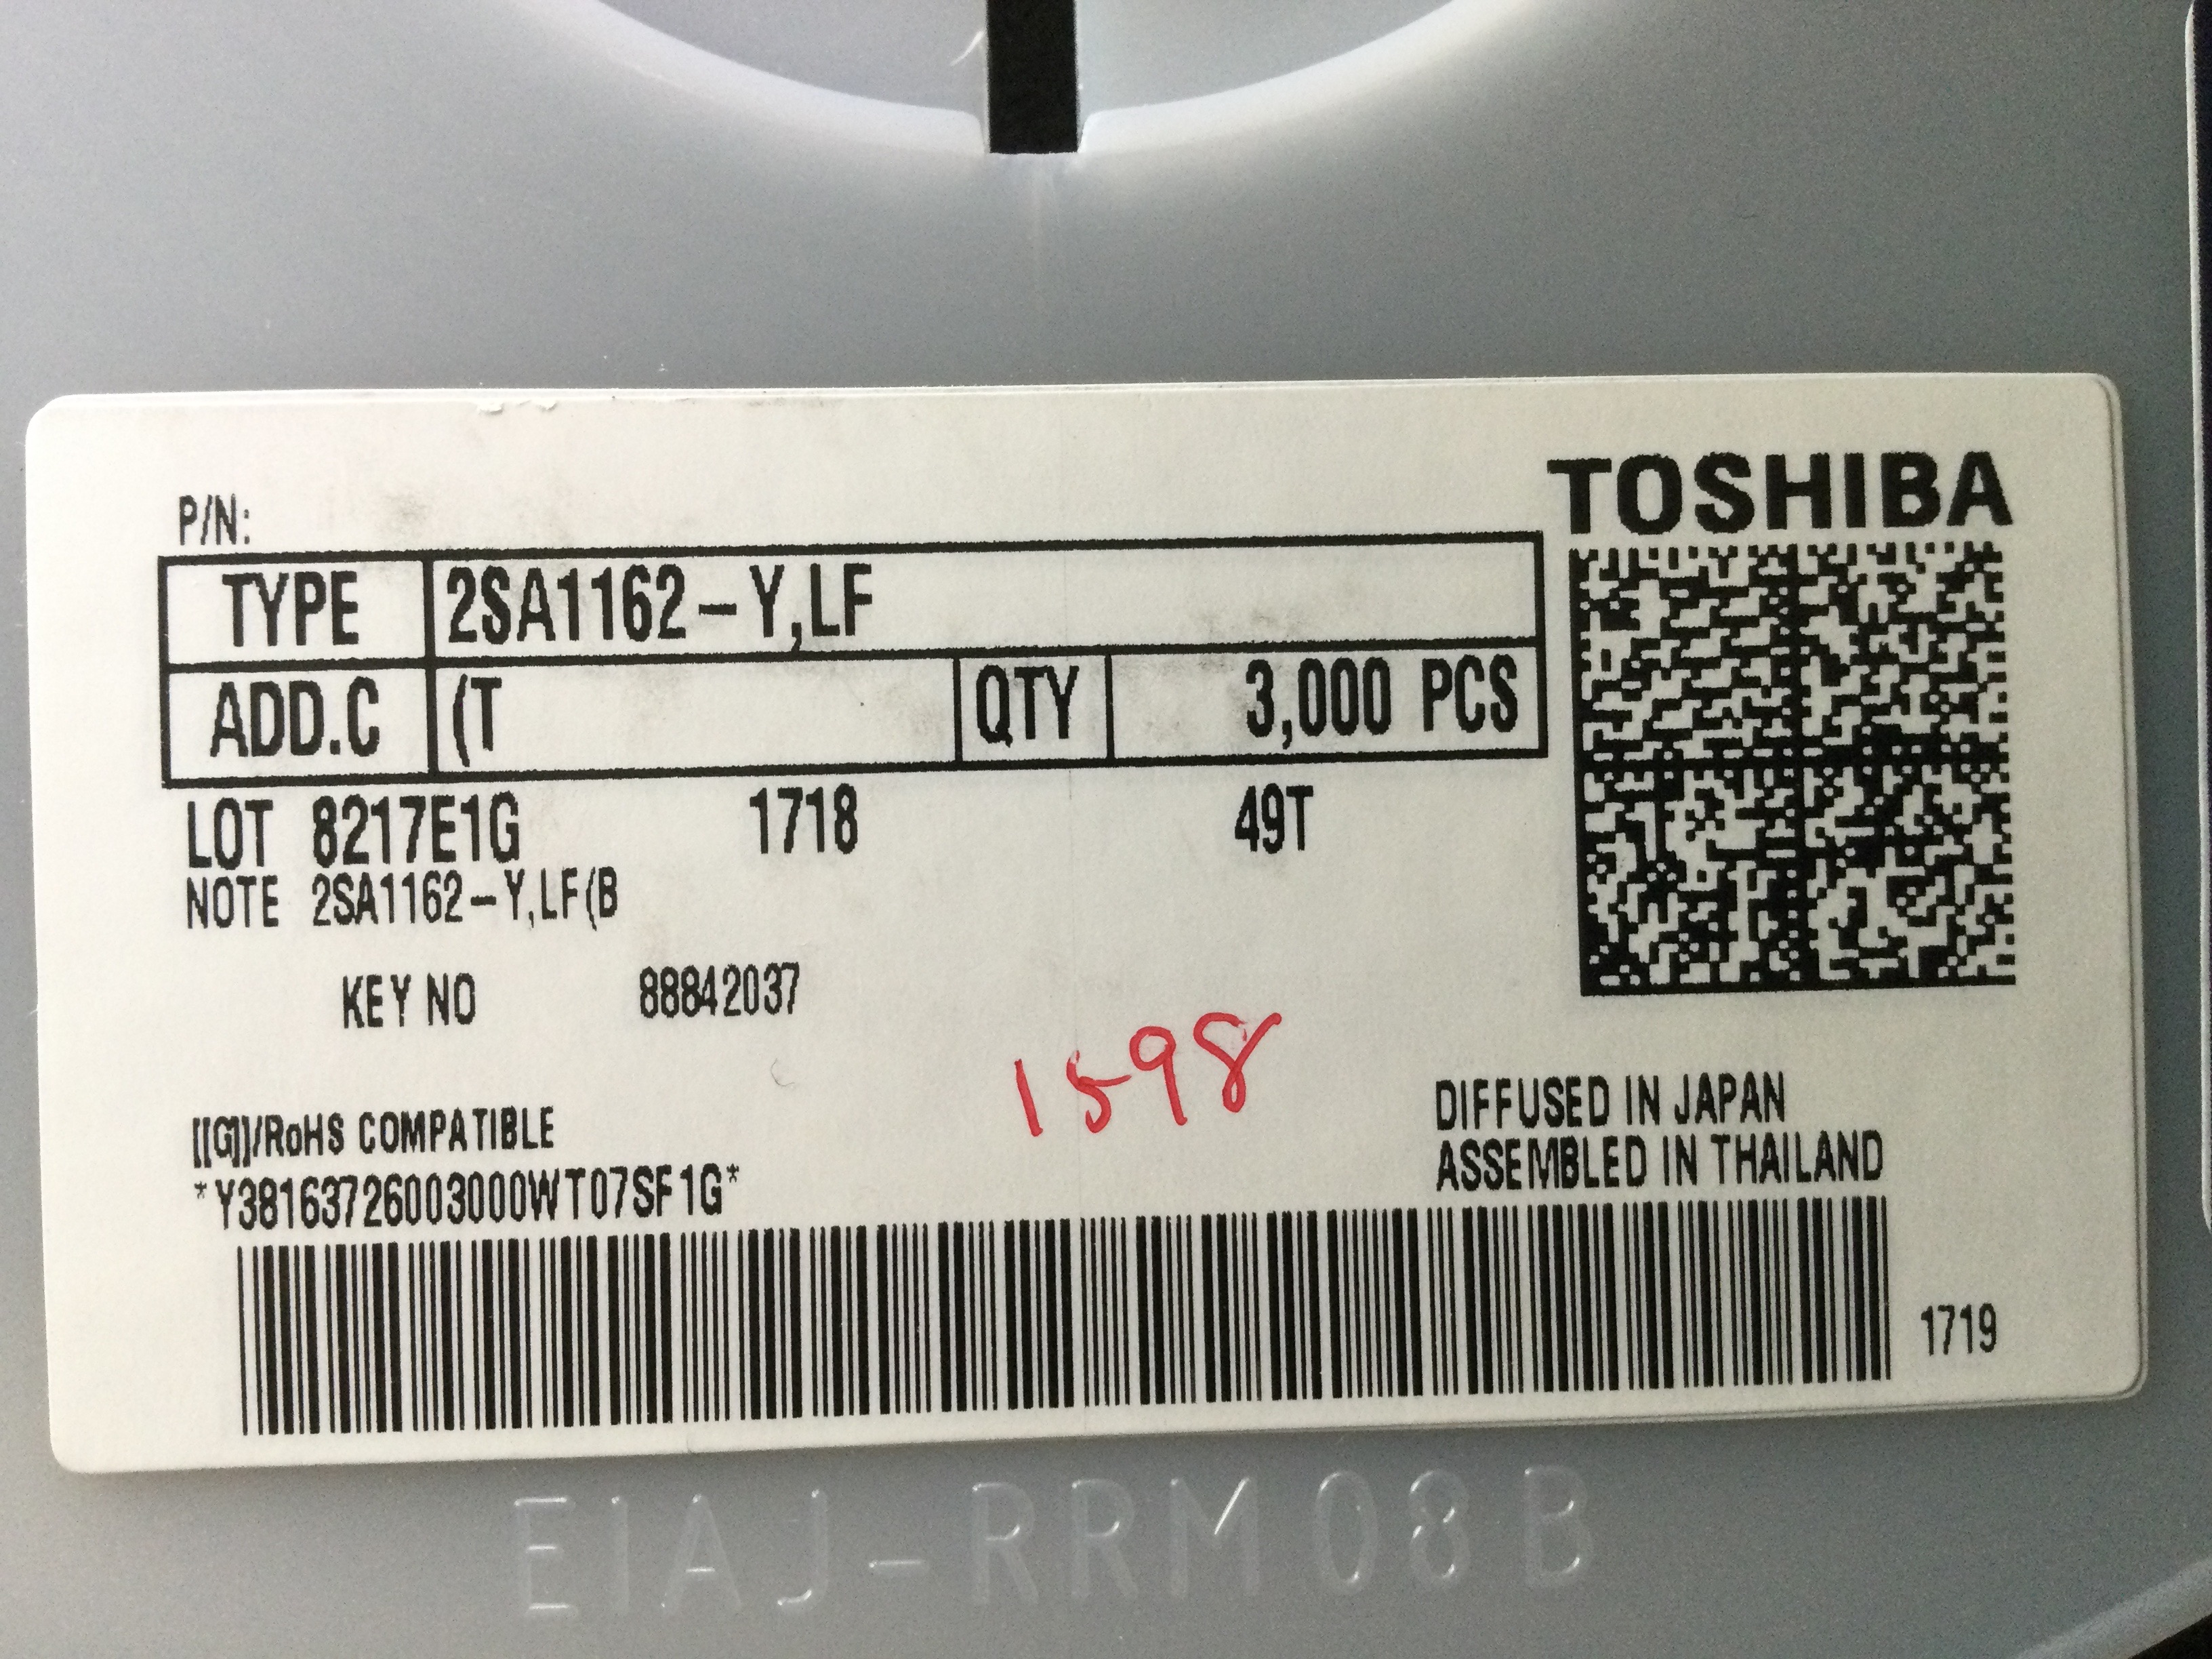 TOSHIBA
P/N:
TYPE 2SA1162-Y,LF
ADD.C (T QTY 3,000 PCS
LOT 8217E1G 1718 49T
NOTE 2SA1162-Y,LF(B
KEY NO 88842037
1598
[[G]]/RoHS COMPATIBLE
DIFFUSED IN JAPAN
ASSEMBLED IN THAILAND
*Y38163726003000WT07SF1G*
1719
EIAJ-RRM08B